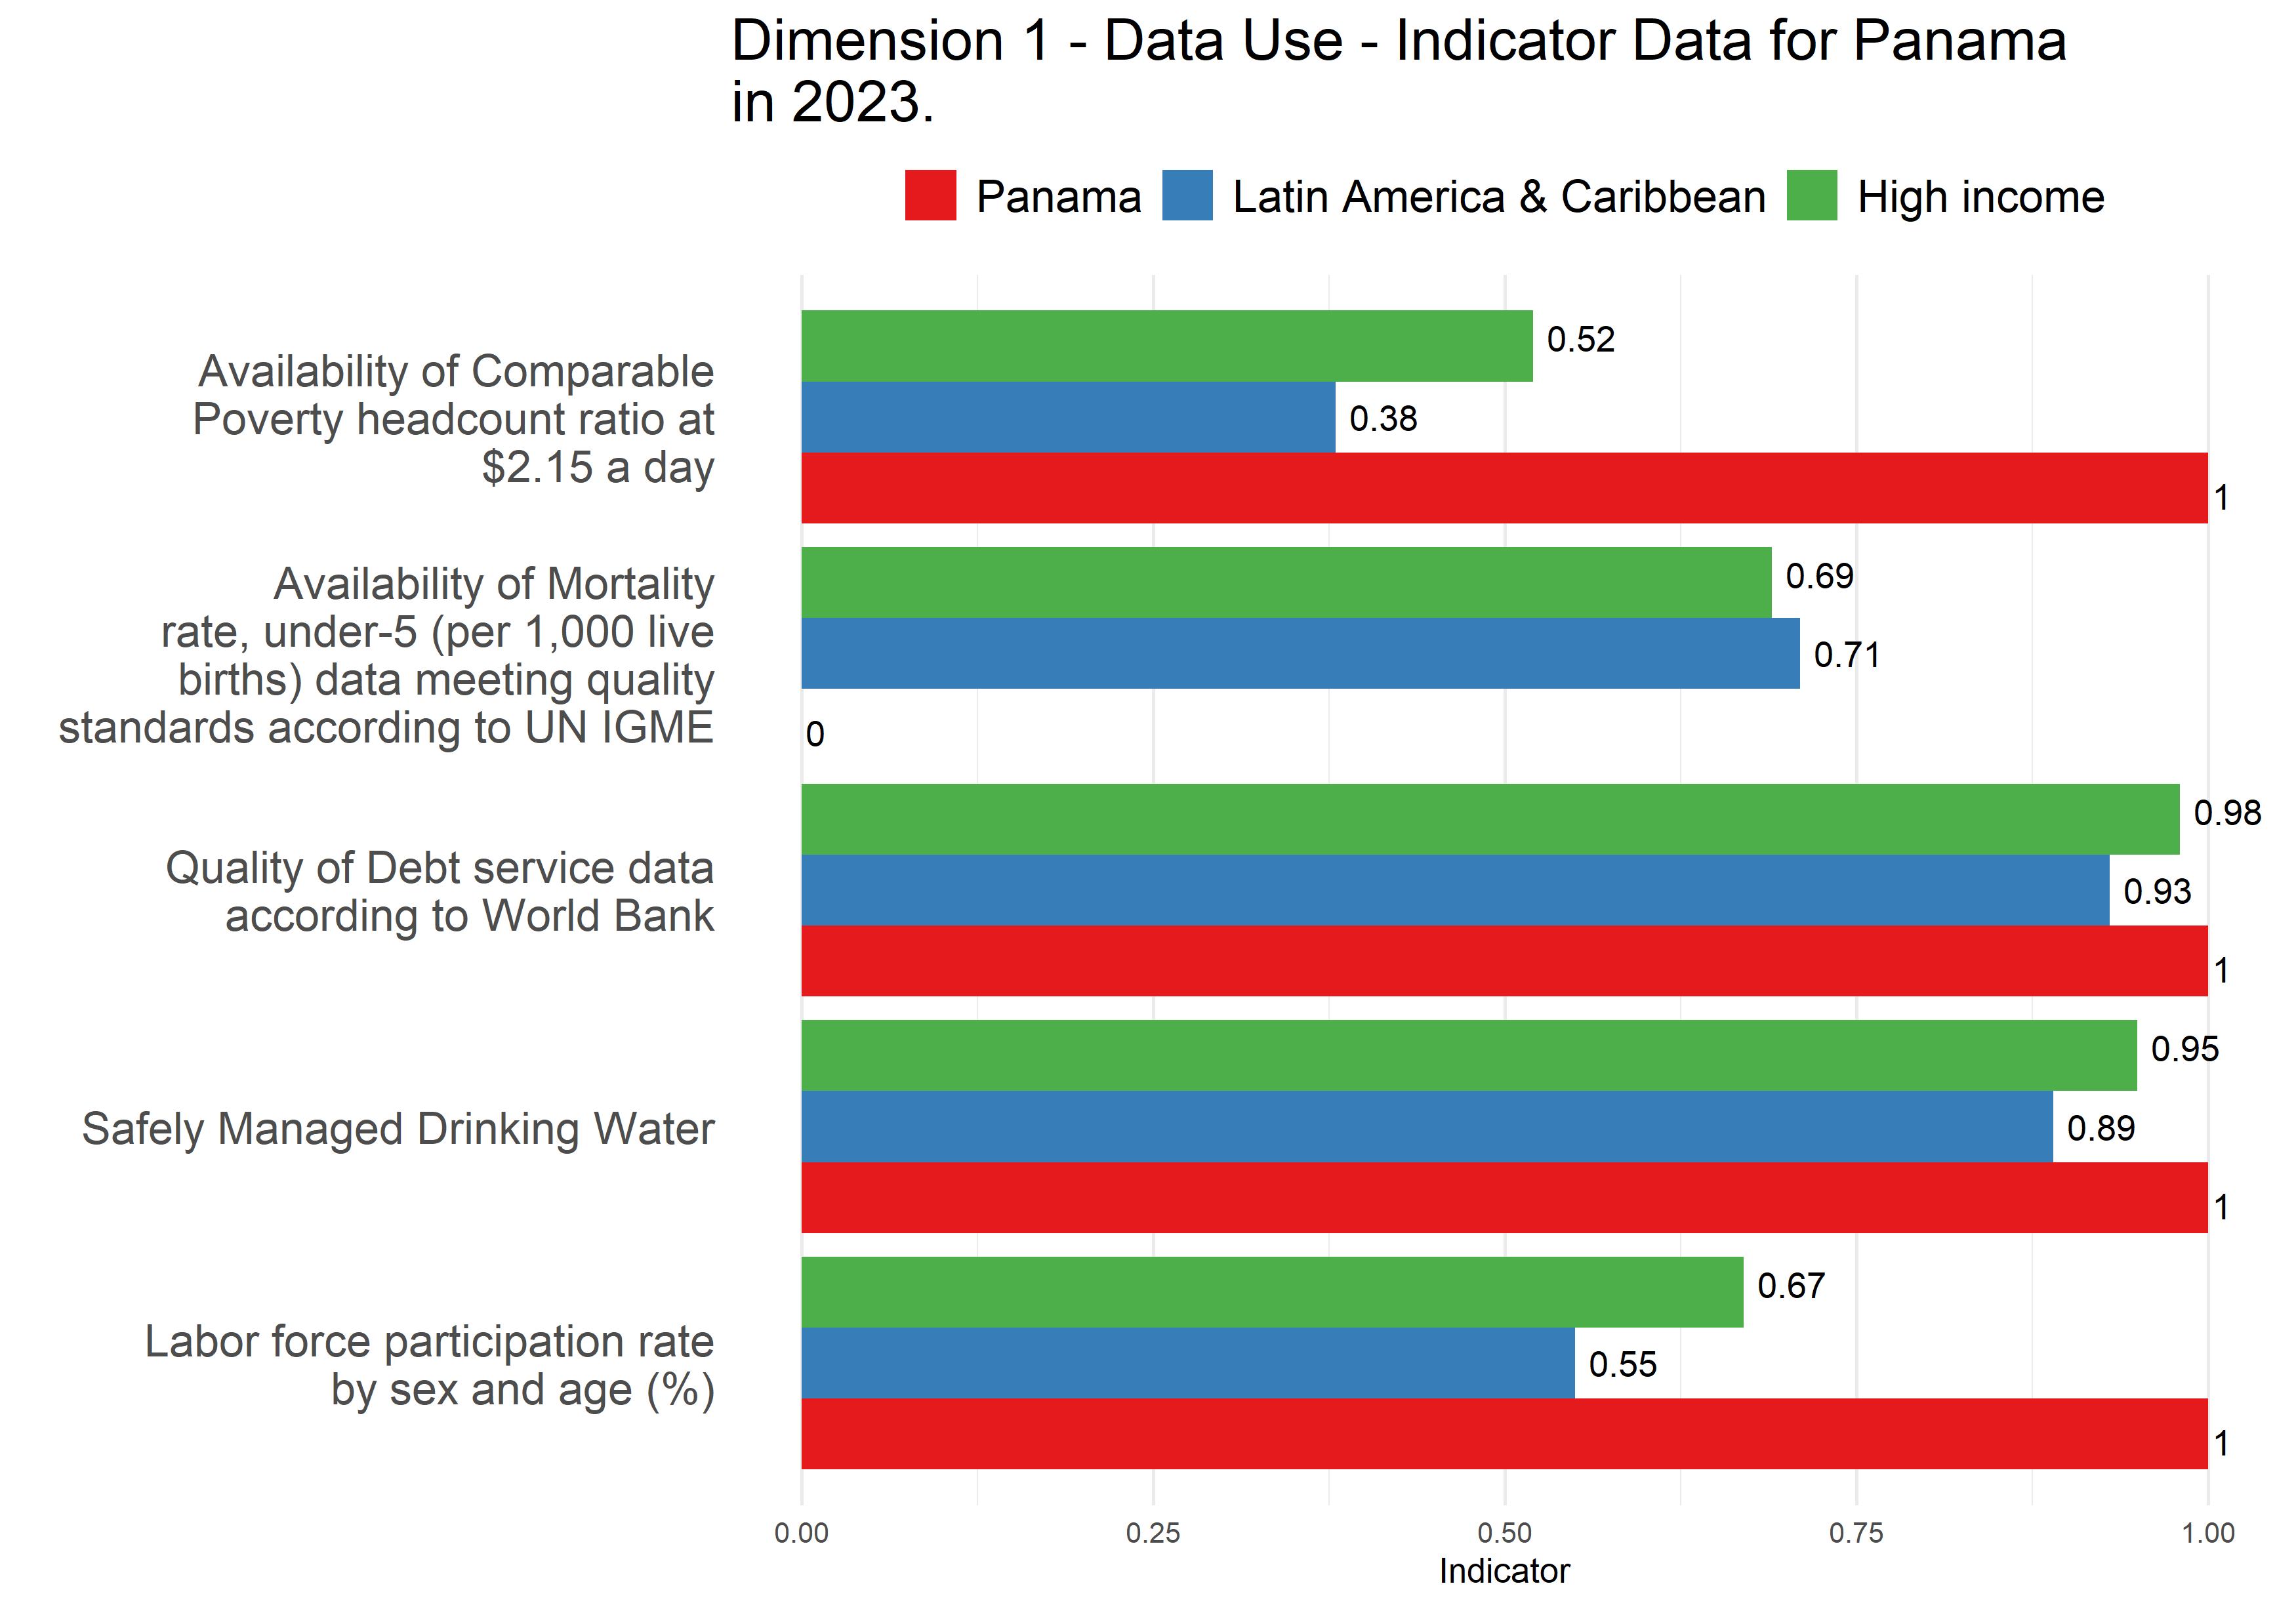 Dimension 1 - Data Use - Indicator Data for Panama
in 2023.
Panama
Latin America & Caribbean
High income
Availability of Comparable
Poverty headcount ratio at
$2.15 a day
0.52
0.38
1
Availability of Mortality
rate, under-5 (per 1,000 live
births) data meeting quality
standards according to UN IGME
0.69
0.71
0
Quality of Debt service data
according to World Bank
0.98
0.93
1
Safely Managed Drinking Water
0.95
0.89
1
Labor force participation rate
by sex and age (%)
0.67
0.55
1
0.00
0.25
0.50
0.75
1.00
Indicator